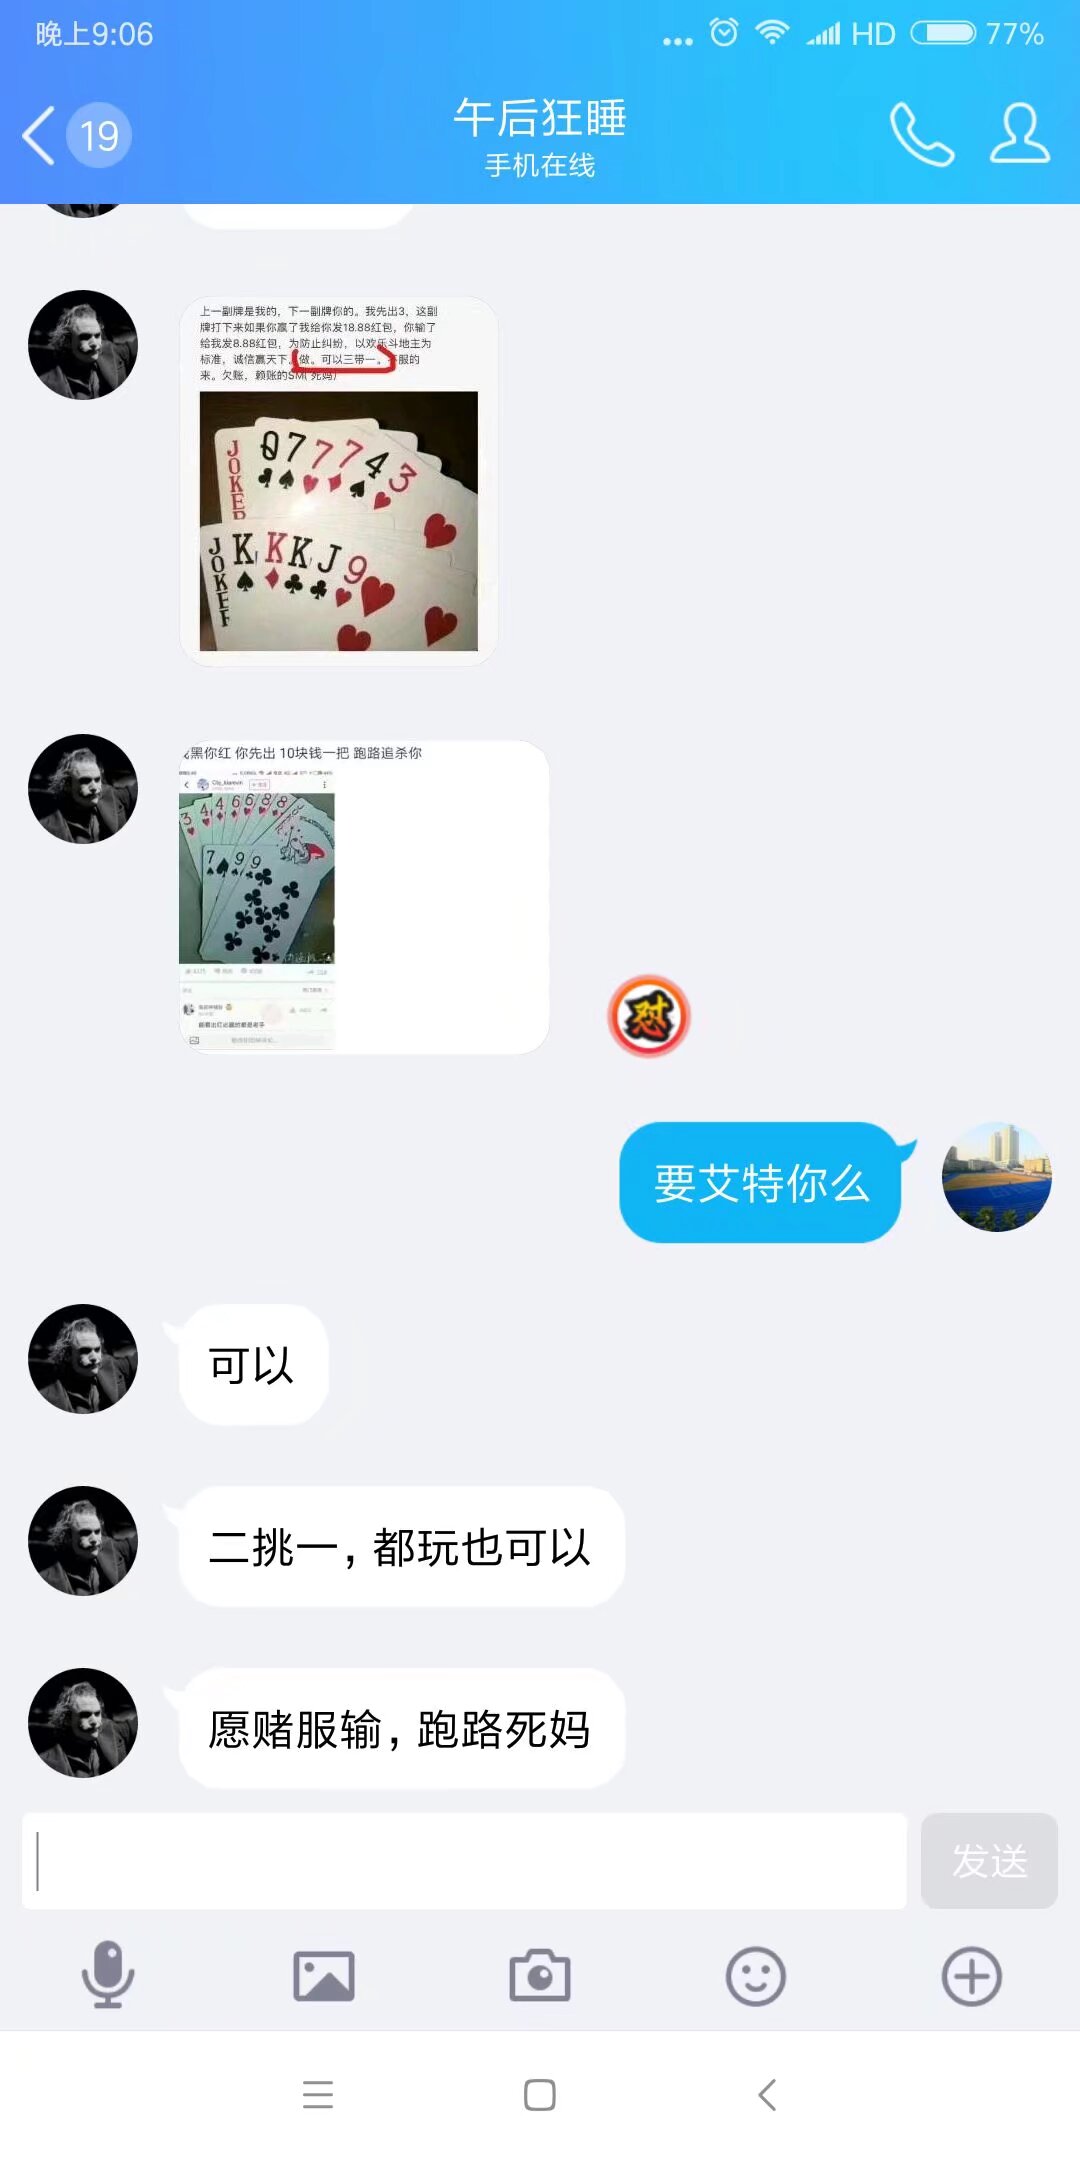 晚上9:06
HD
77%
19
午后狂睡
手机在线
上一副牌是我的，下一副牌你的。我先出3，这副
牌打下来如果你赢了我给你发18.88红包，你输了
给我发8.88红包，为防止纠纷，以欢乐斗地主为
标准，诚信赢天下。做。可以三带一。不服的
来。欠账，赖账的SM(死妈)
JOKER Q 7 7 7 4 3
JOKER K K K J 9
黑你红 你先出 10块钱一把 跑路追杀你
3 4 4 4 6 6 8 8
7 9 9
怼
要艾特你么
可以
二挑一，都玩也可以
愿赌服输，跑路死妈
发送